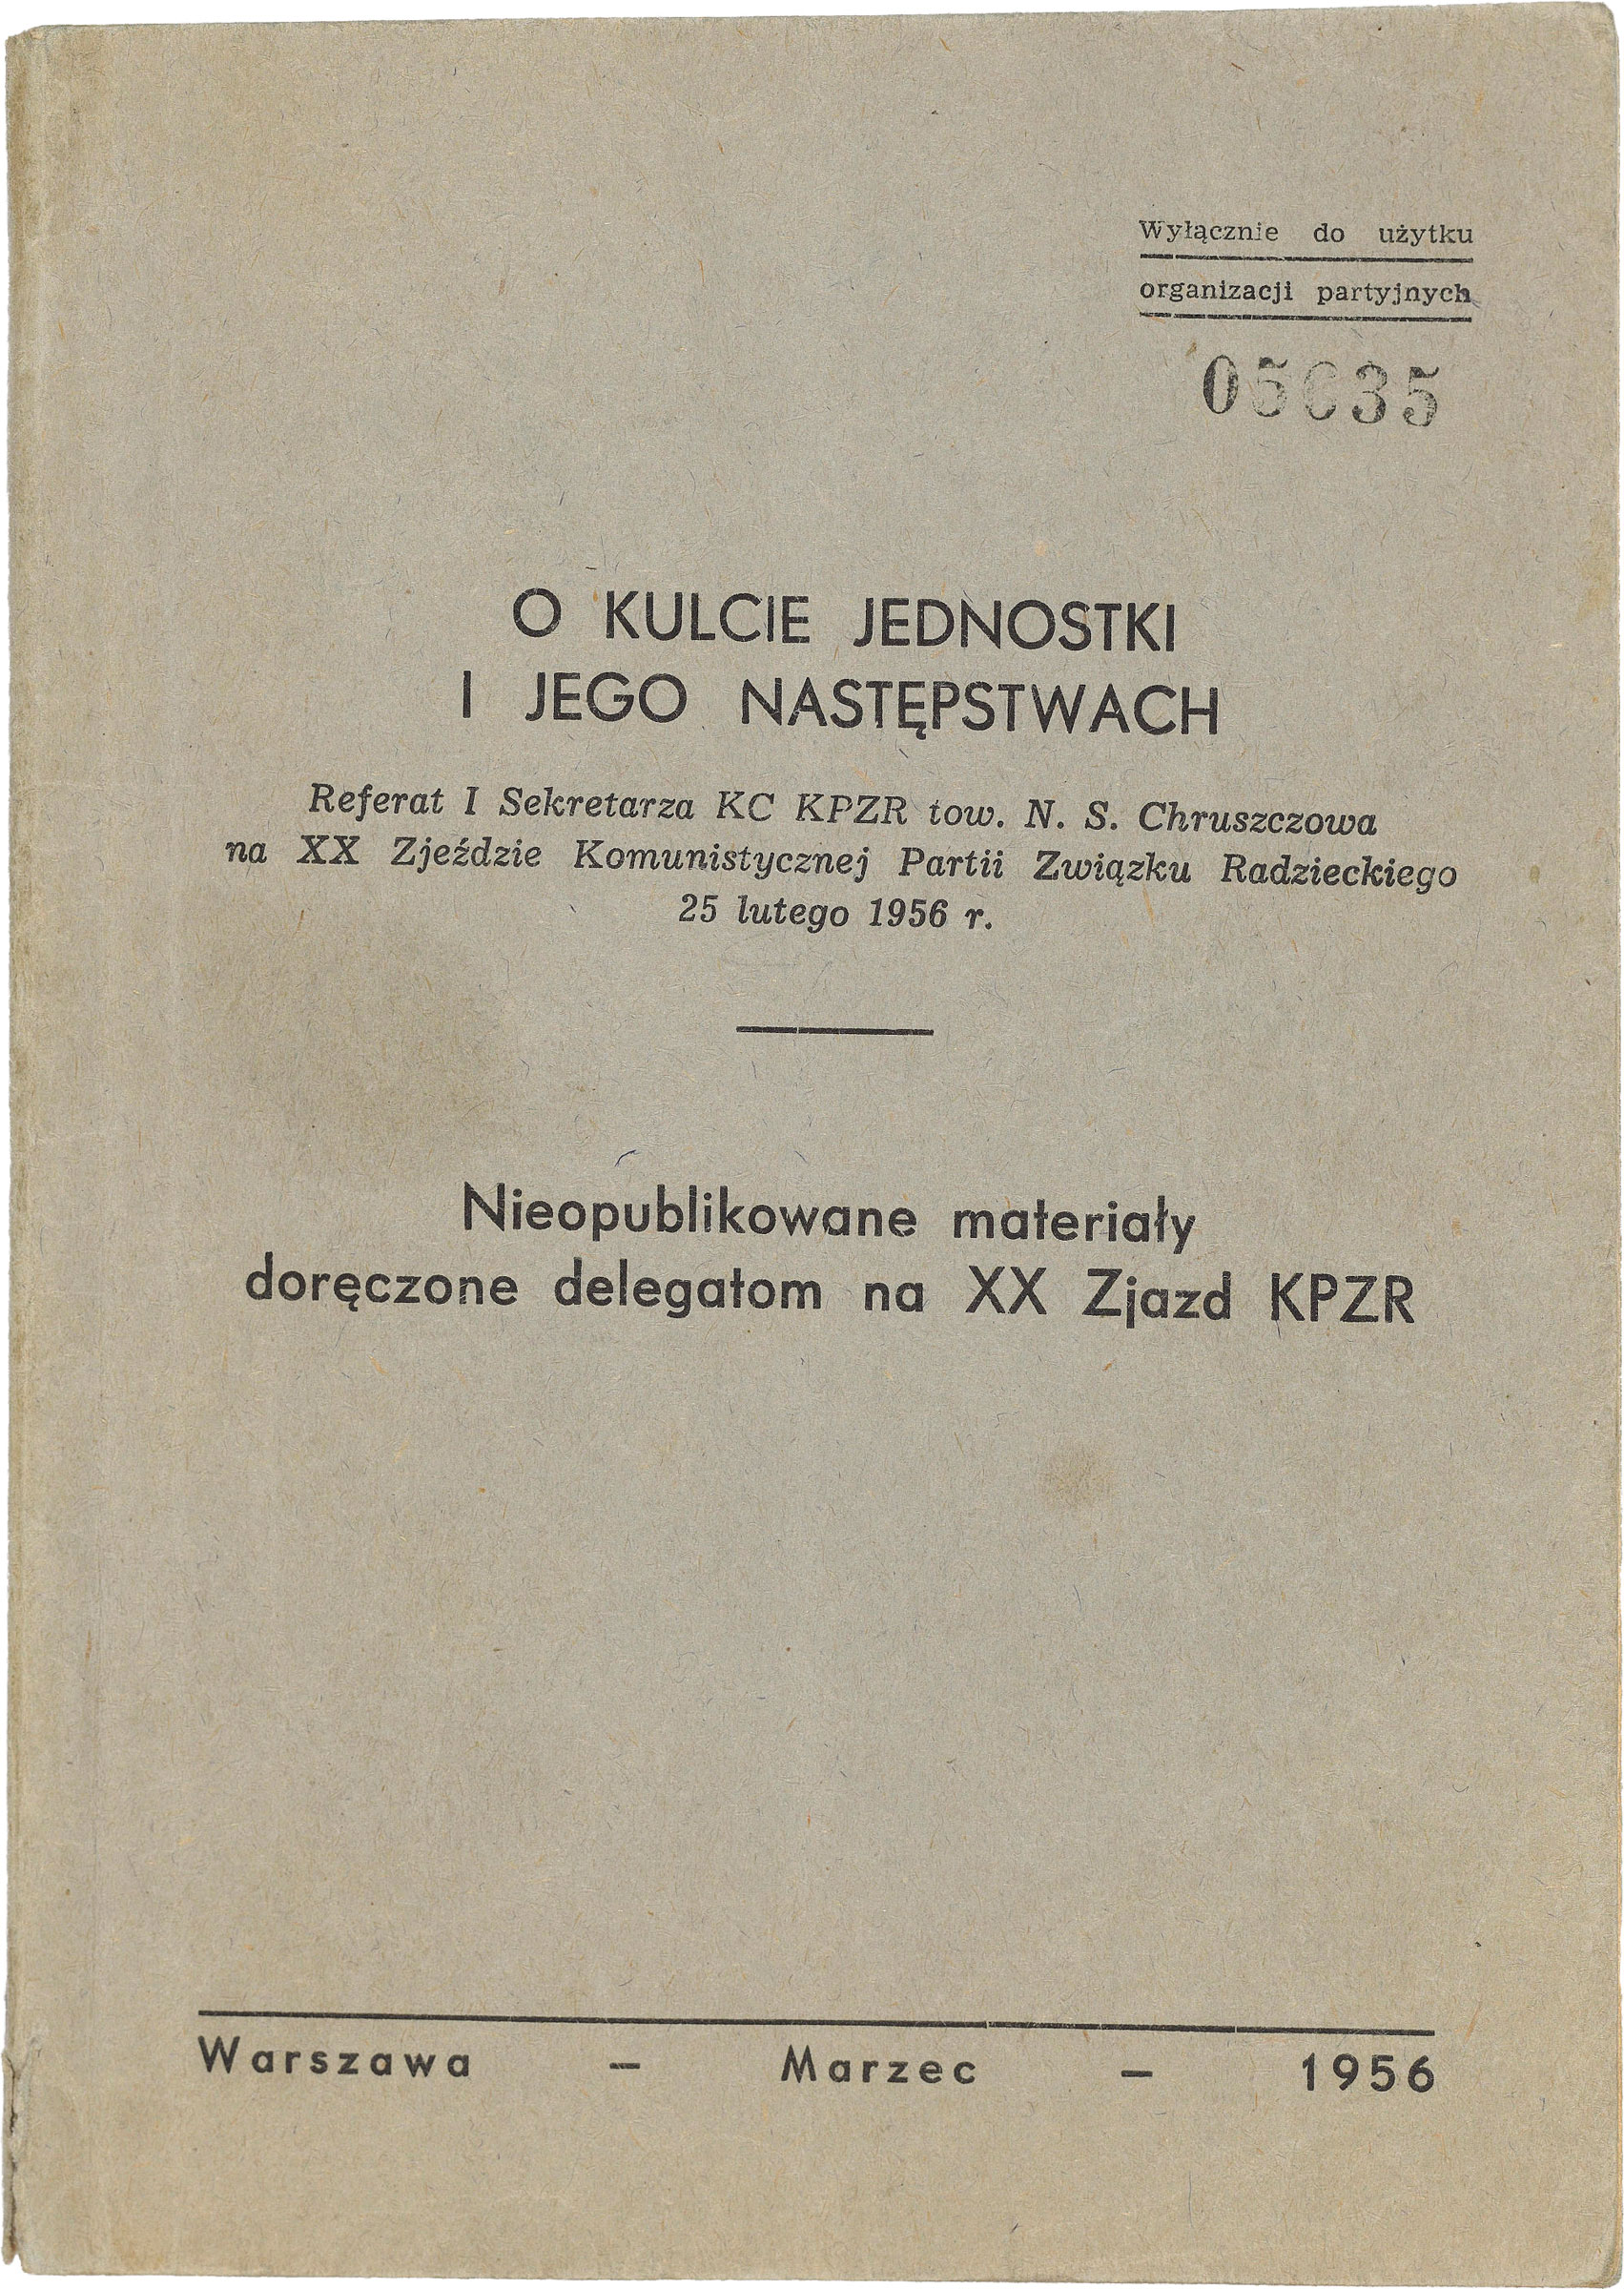 Wyłącznie do użytku
organizacji partyjnych
O KULCIE JEDNOSTKI
I JEGO NASTĘPSTWACH
Referat I Sekretarza KC KPZR tow. N. S. Chruszczowa
na XX Zjeździe Komunistycznej Partii Związku Radzieckiego
25 lutego 1956 r.
Nieopublikowane materiały
doręczone delegatom na XX Zjazd KPZR
Warszawa – Marzec – 1956